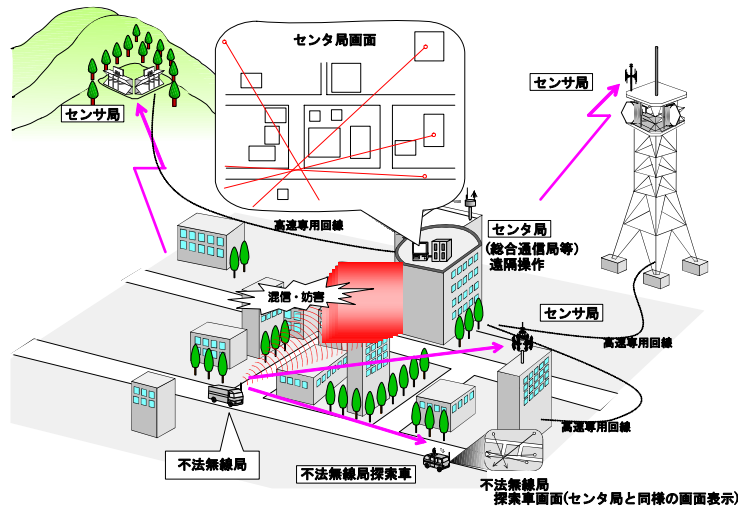 センタ局画面
センサ局
センサ局
高速専用回線
センタ局
(総合通信局等)
遠隔操作
混信・妨害
センサ局
高速専用回線
高速専用回線
不法無線局
不法無線局探索車
不法無線局
探索車画面(センタ局と同様の画面表示)